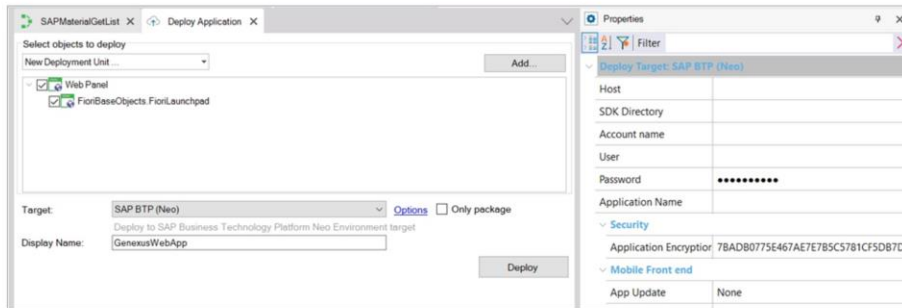 SAPMaterialGetList X Deploy Application X
Select objects to deploy
New Deployment Unit ...
Add...
Web Panel
FioriBaseObjects.FioriLaunchpad
Target: SAP BTP (Neo) Options Only package
Deploy to SAP Business Technology Platform Neo Environment target
Display Name: GenexusWebApp
Deploy
Properties
Filter
Deploy Target: SAP BTP (Neo)
Host
SDK Directory
Account name
User
Password ••••••••••
Application Name
Security
Application Encryption 7BADB0775E467AE7E7B5C5781CF5DB7D
Mobile Front end
App Update None